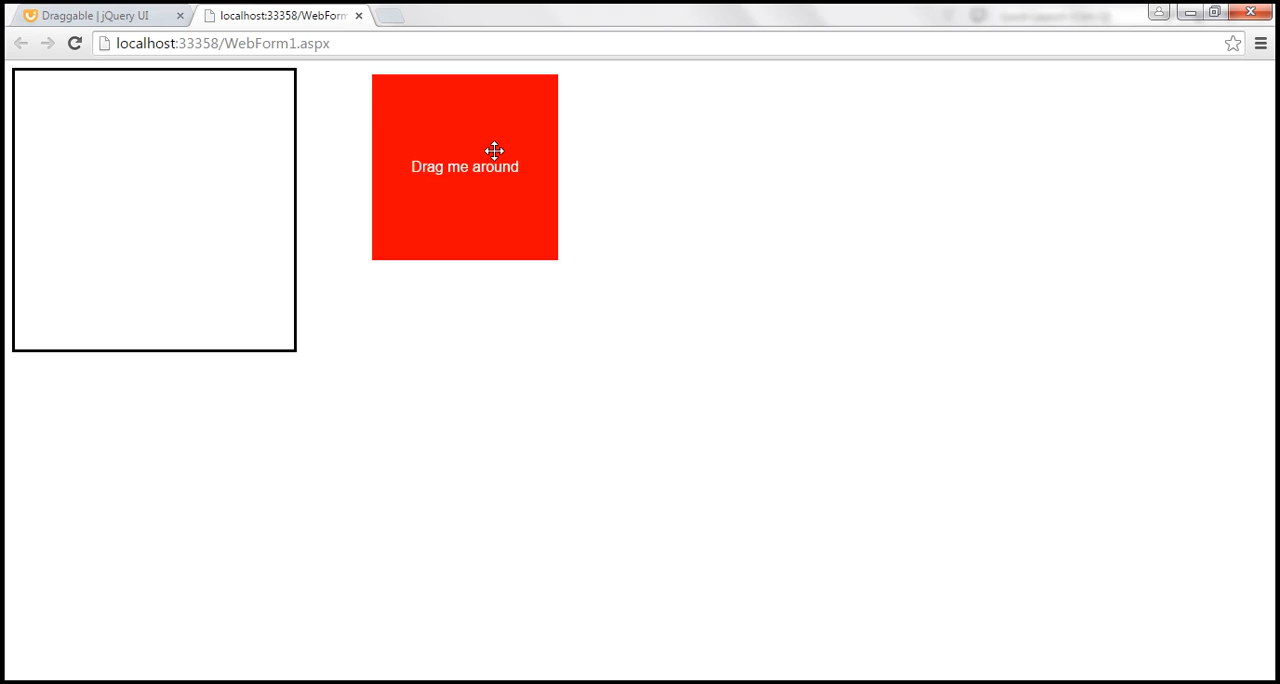 Draggable | jQuery UI
localhost:33358/WebForm
localhost:33358/WebForm1.aspx
Drag me around